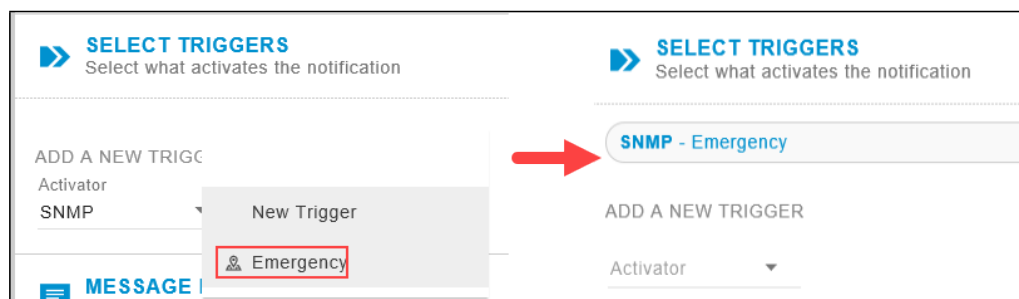 SELECT TRIGGERS
Select what activates the notification
ADD A NEW TRIGG
Activator
SNMP
New Trigger
Emergency
MESSAGE
SELECT TRIGGERS
Select what activates the notification
SNMP - Emergency
ADD A NEW TRIGGER
Activator